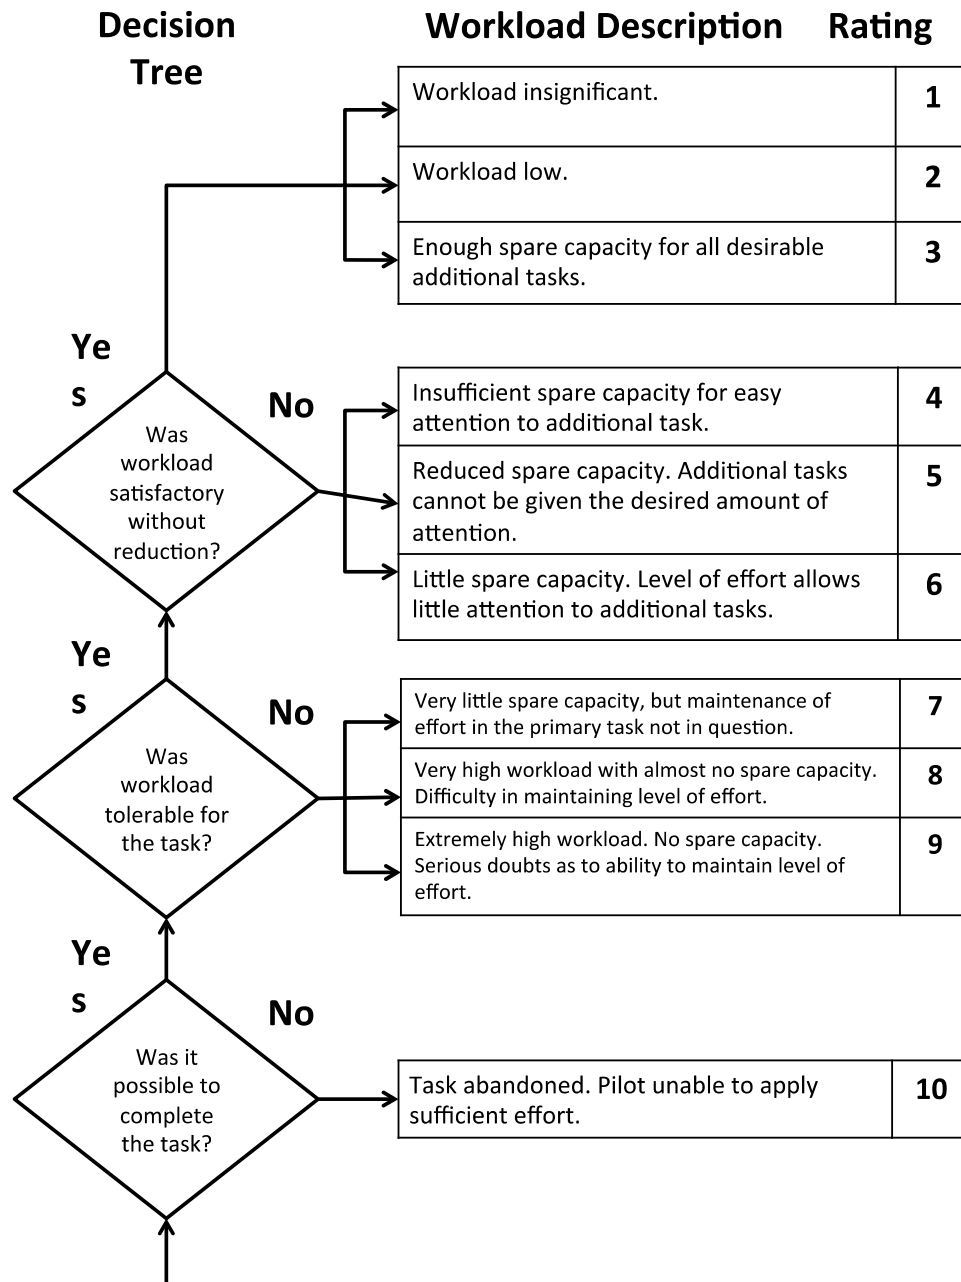 Decision
Tree
Workload Description
Rating
Workload insignificant.
1
Workload low.
2
Enough spare capacity for all desirable
additional tasks.
3
Ye
s
No
Was
workload
satisfactory
without
reduction?
Insufficient spare capacity for easy
attention to additional task.
4
Reduced spare capacity. Additional tasks
cannot be given the desired amount of
attention.
5
Little spare capacity. Level of effort allows
little attention to additional tasks.
6
Ye
s
No
Was
workload
tolerable for
the task?
Very little spare capacity, but maintenance of
effort in the primary task not in question.
7
Very high workload with almost no spare capacity.
Difficulty in maintaining level of effort.
8
Extremely high workload. No spare capacity.
Serious doubts as to ability to maintain level of
effort.
9
Ye
s
No
Was it
possible to
complete
the task?
Task abandoned. Pilot unable to apply
sufficient effort.
10